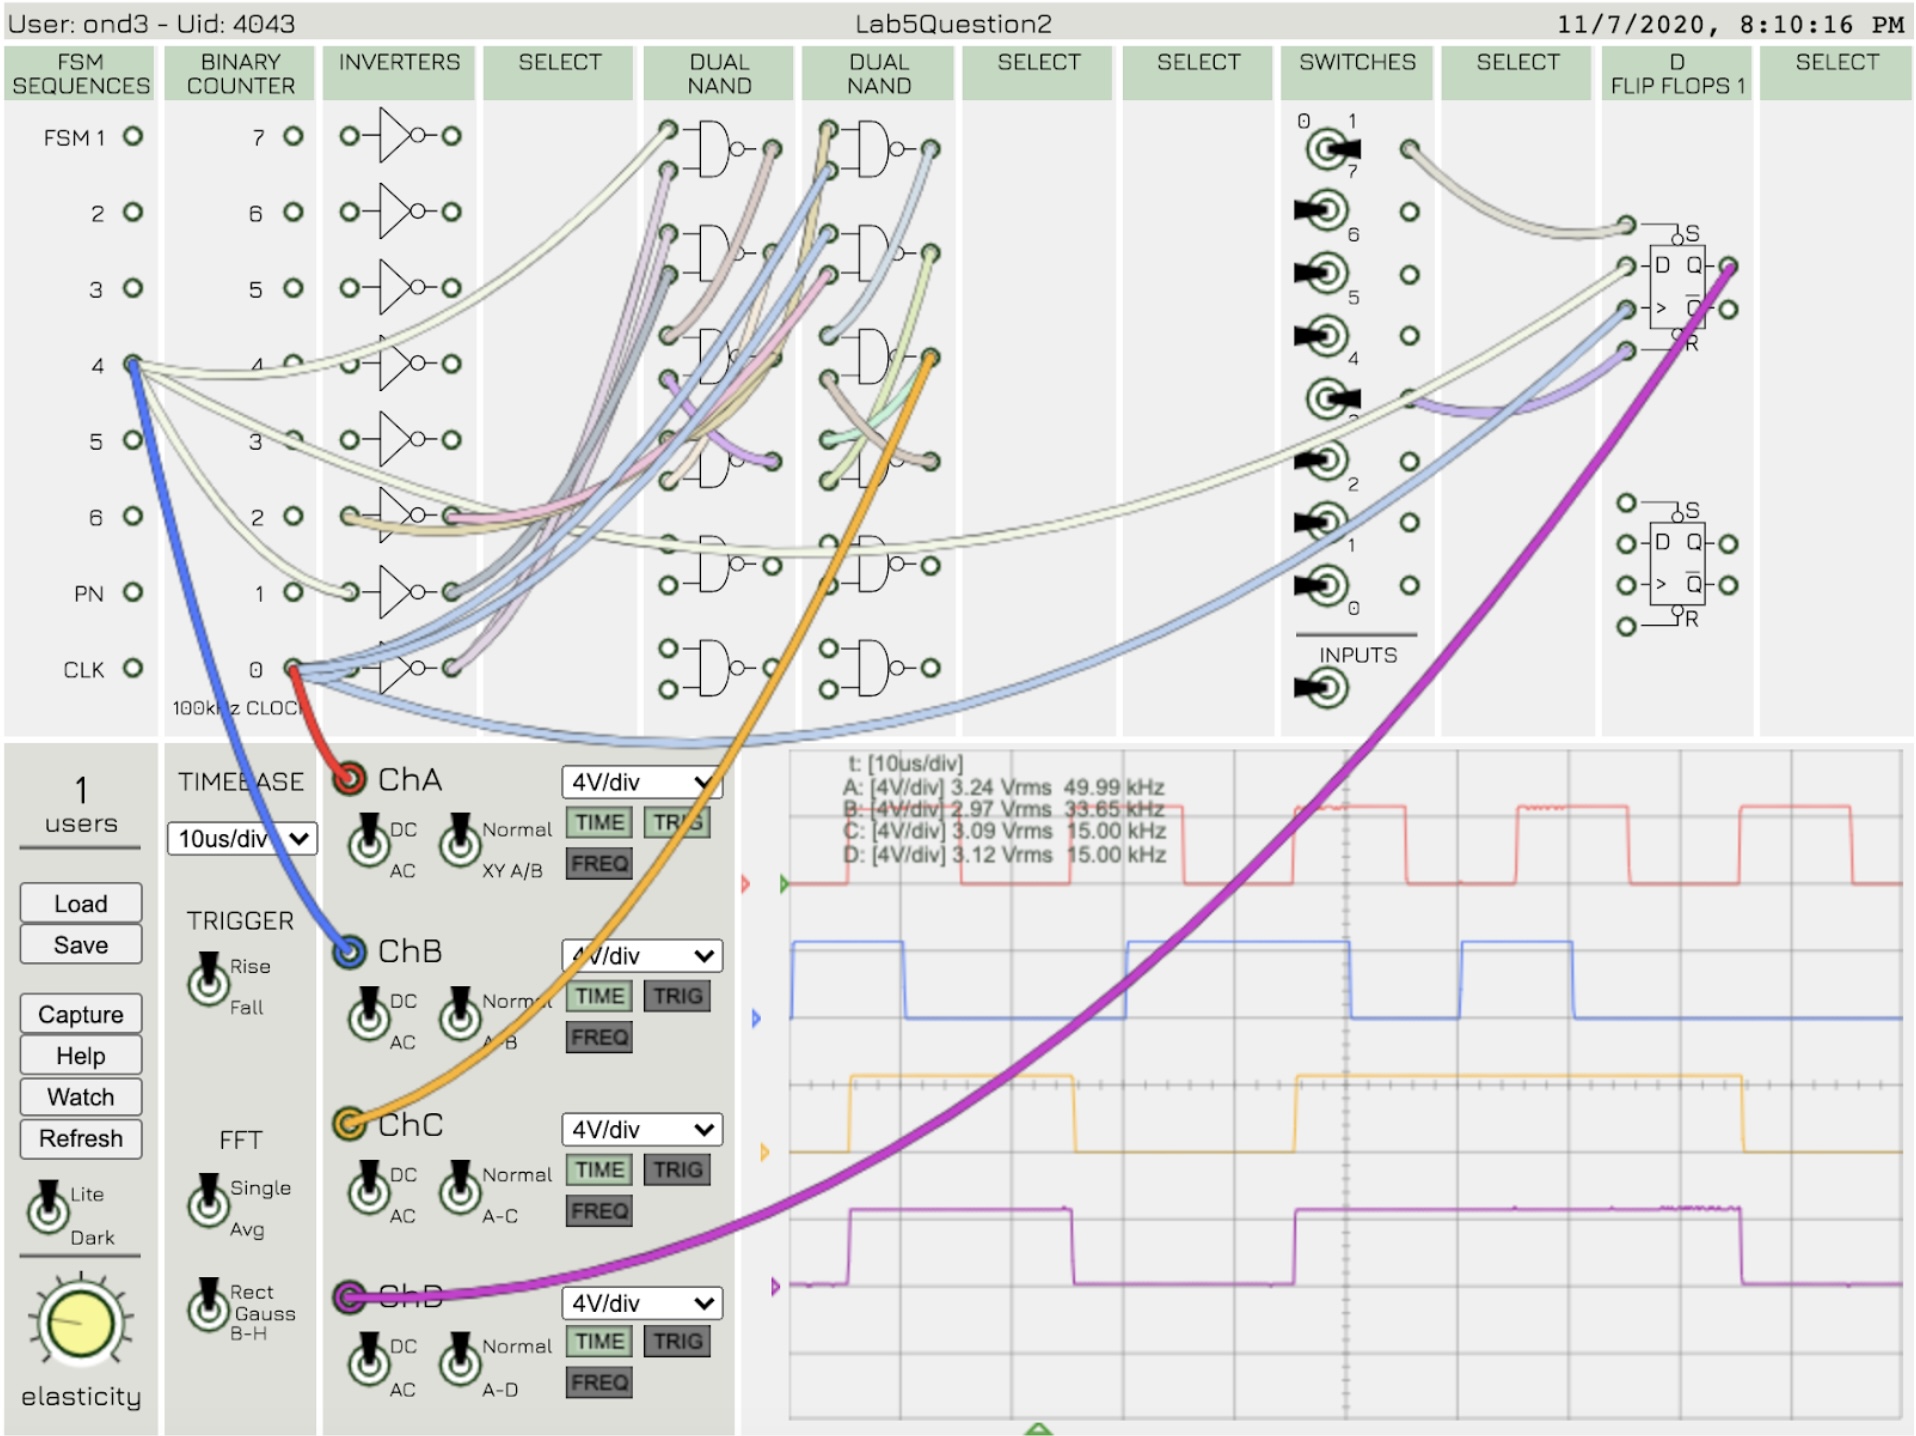 User: ond3 - Uid: 4043
Lab5Question2
11/7/2020, 8:10:16 PM
FSM
SEQUENCES
BINARY
COUNTER
INVERTERS
SELECT
DUAL
NAND
DUAL
NAND
SELECT
SELECT
SWITCHES
SELECT
D
FLIP FLOPS 1
SELECT
FSM 1
2
3
4
5
6
PN
CLK
7
6
5
4
3
2
1
0
100kHz CLOCK
0 1
7
6
5
4
3
2
1
0
INPUTS
S
D Q
> Q
R
S
D Q
> Q
R
1
users
Load
Save
Capture
Help
Watch
Refresh
Lite
Dark
elasticity
TIMEBASE
10us/div
TRIGGER
Rise
Fall
FFT
Single
Avg
Rect
Gauss
B-H
ChA
4V/div
DC
AC
Normal
XY A/B
TIME
TRIG
FREQ
ChB
4V/div
DC
AC
Normal
A-B
TIME
TRIG
FREQ
ChC
4V/div
DC
AC
Normal
A-C
TIME
TRIG
FREQ
ChD
4V/div
DC
AC
Normal
A-D
TIME
TRIG
FREQ
t: [10us/div]
A: [4V/div] 3.24 Vrms 49.99 kHz
B: [4V/div] 2.97 Vrms 33.65 kHz
C: [4V/div] 3.09 Vrms 15.00 kHz
D: [4V/div] 3.12 Vrms 15.00 kHz